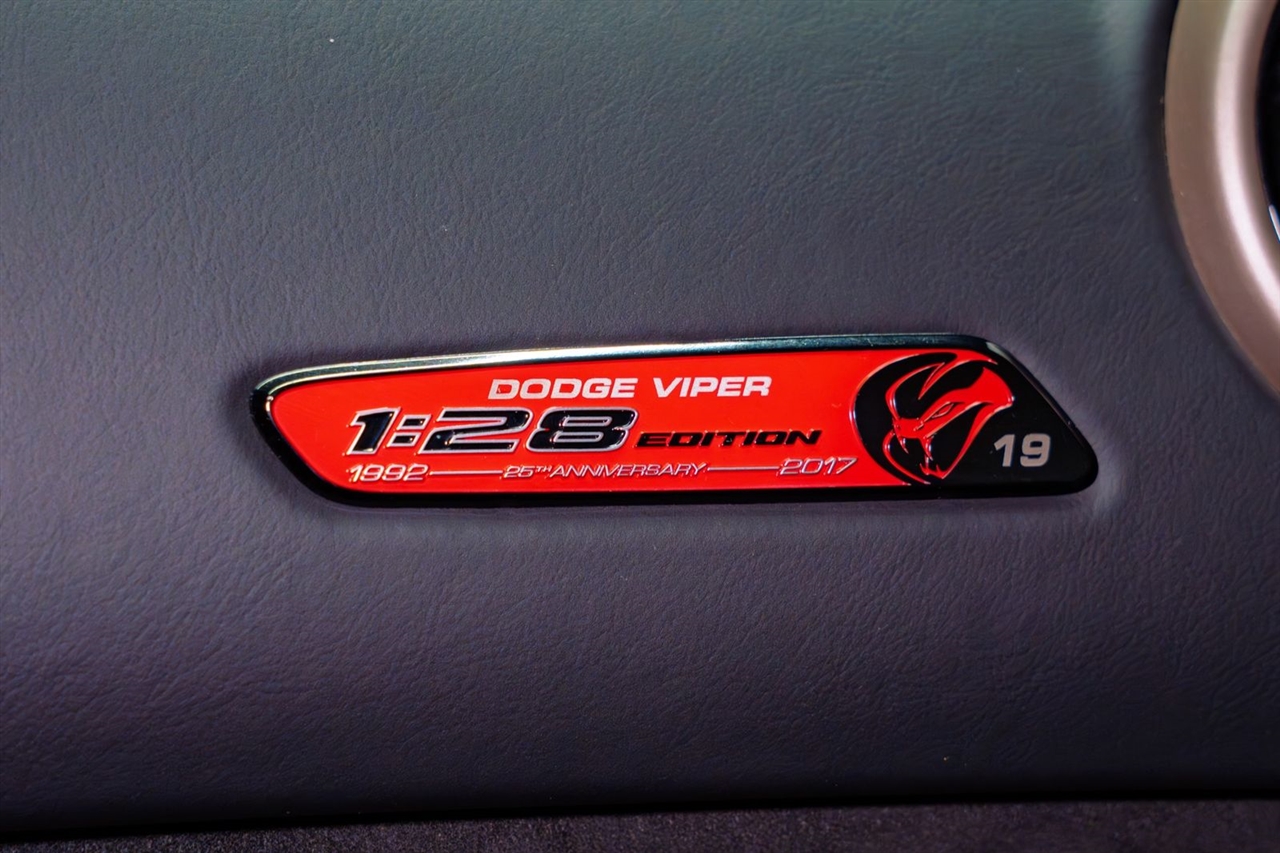 DODGE VIPER
1:28 EDITION
1992 25TH ANNIVERSARY 2017
19